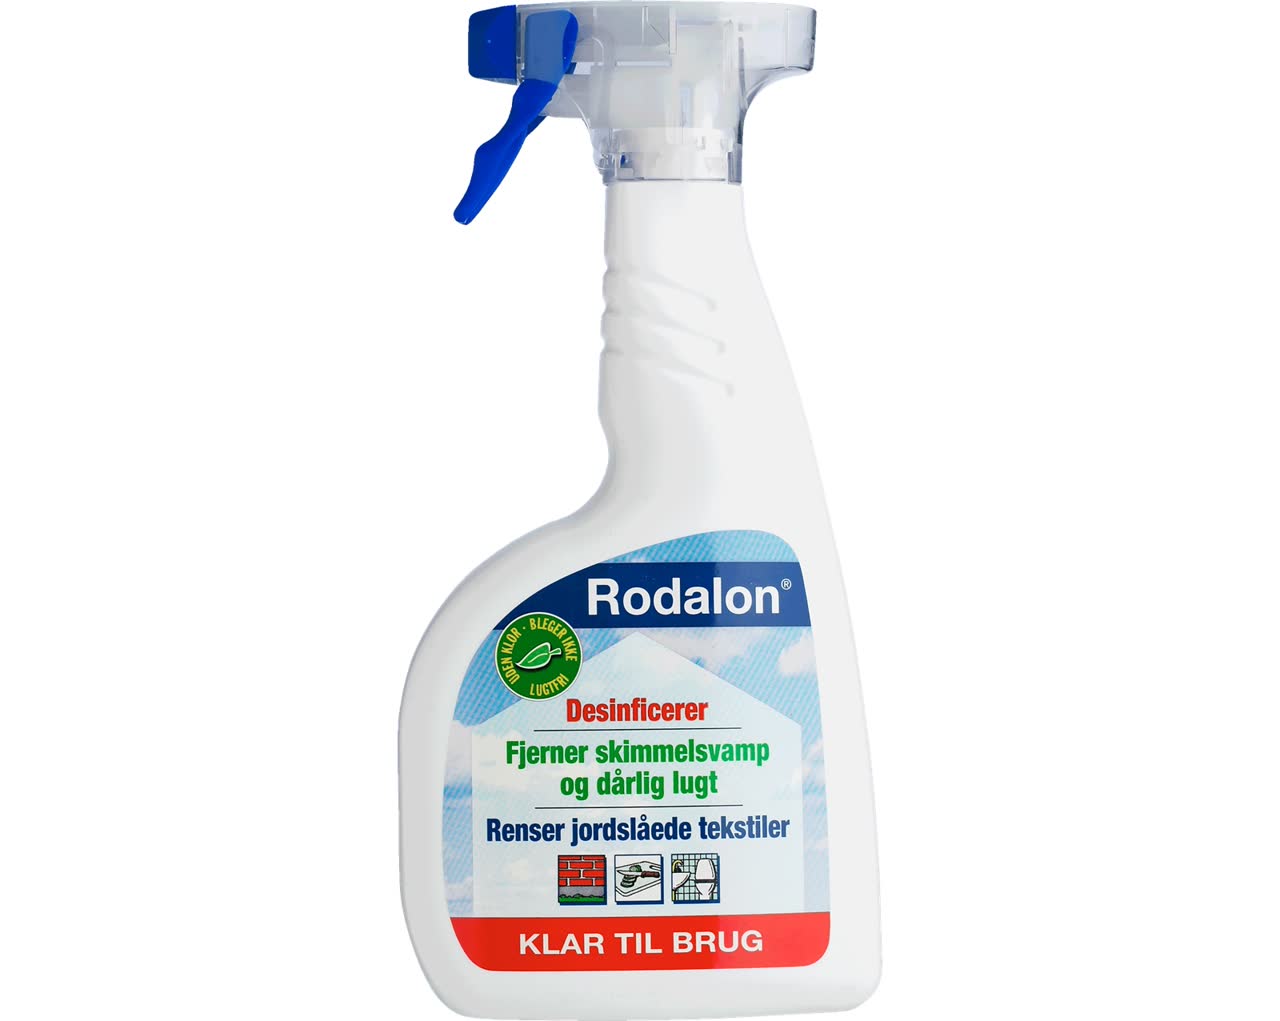 Rodalon®
UDEN KLOR · BLEGER IKKE
LUGTFRI
Desinficerer
Fjerner skimmelsvamp
og dårlig lugt
Renser jordslåede tekstiler
KLAR TIL BRUG